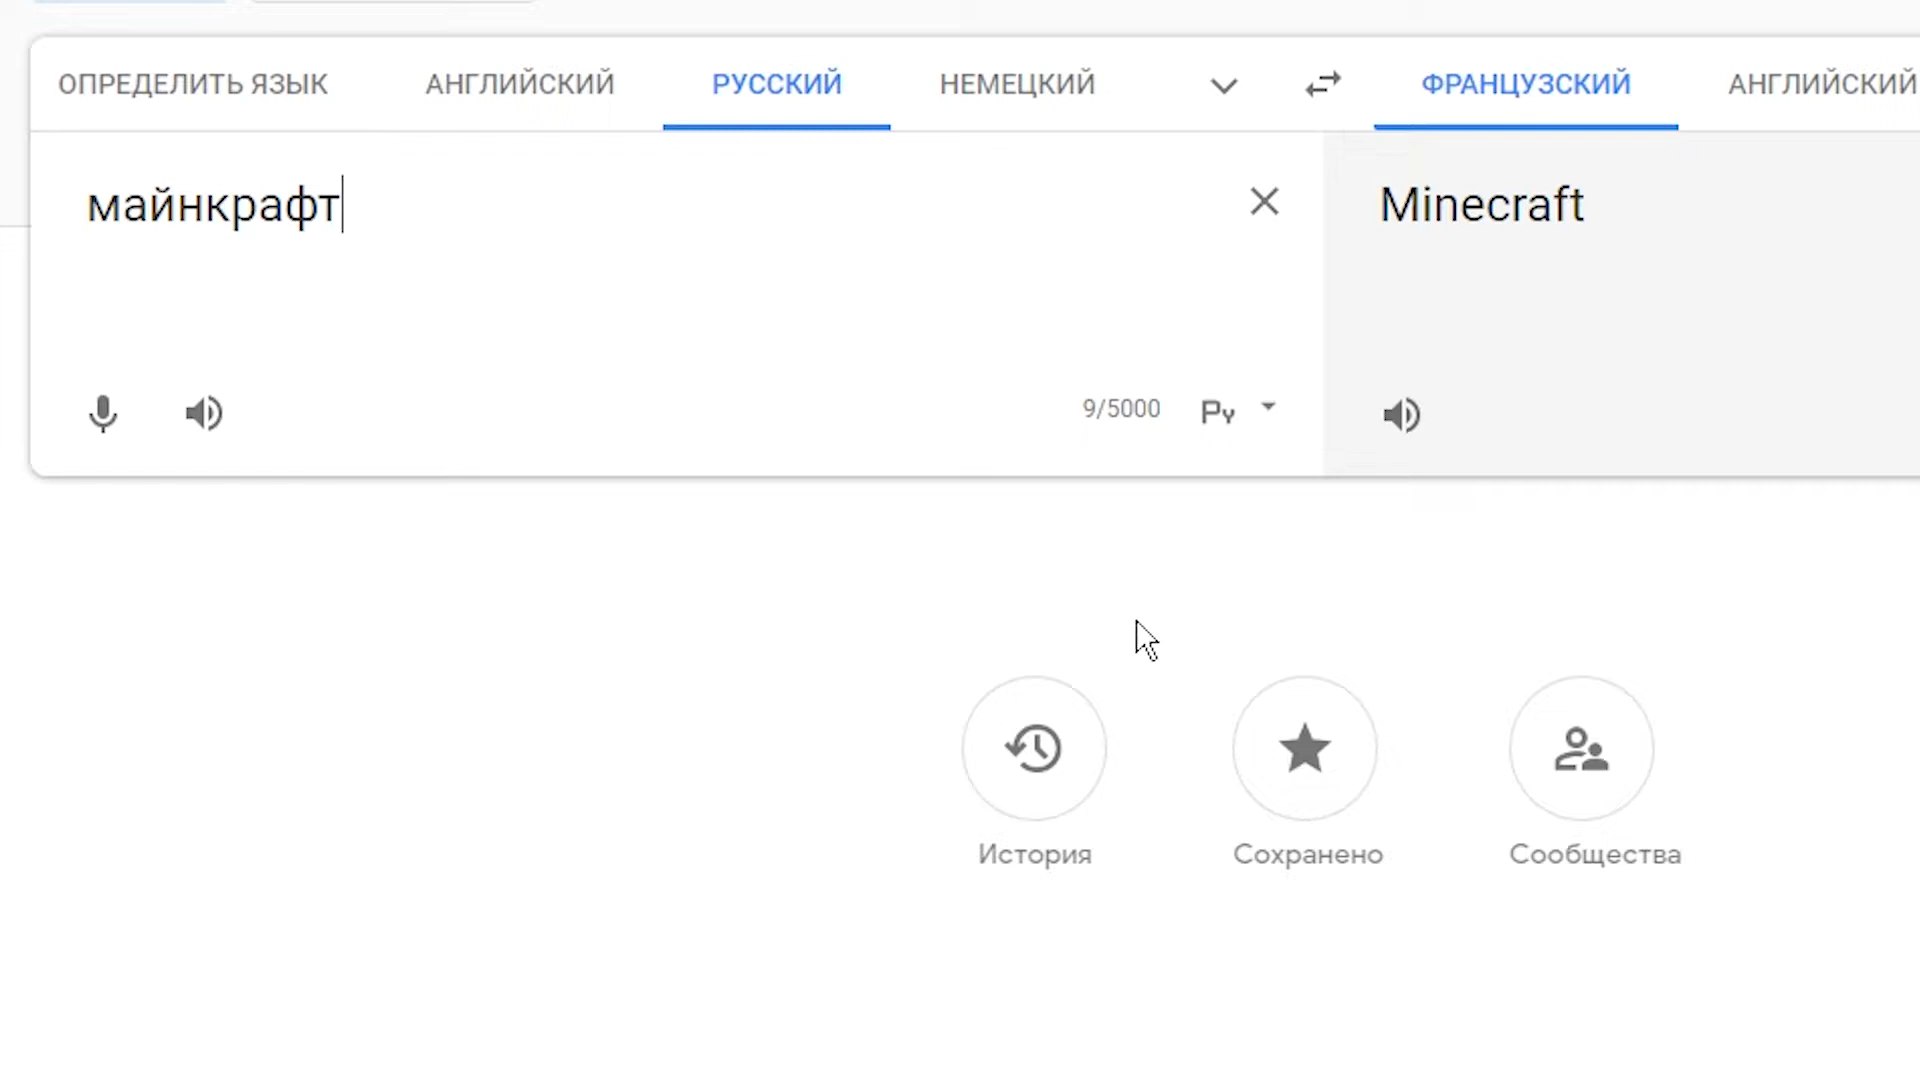 ОПРЕДЕЛИТЬ ЯЗЫК АНГЛИЙСКИЙ РУССКИЙ НЕМЕЦКИЙ ФРАНЦУЗСКИЙ АНГЛИЙСКИЙ
майнкрафт
Minecraft
9/5000 Ру
История Сохранено Сообщества